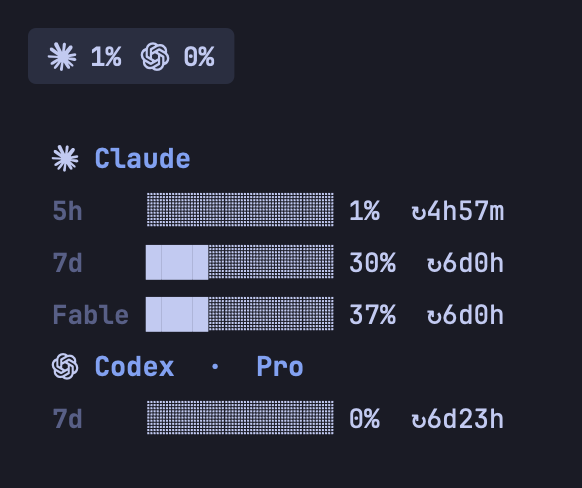 1% 0%
Claude
5h 1% ↻4h57m
7d 30% ↻6d0h
Fable 37% ↻6d0h
Codex · Pro
7d 0% ↻6d23h